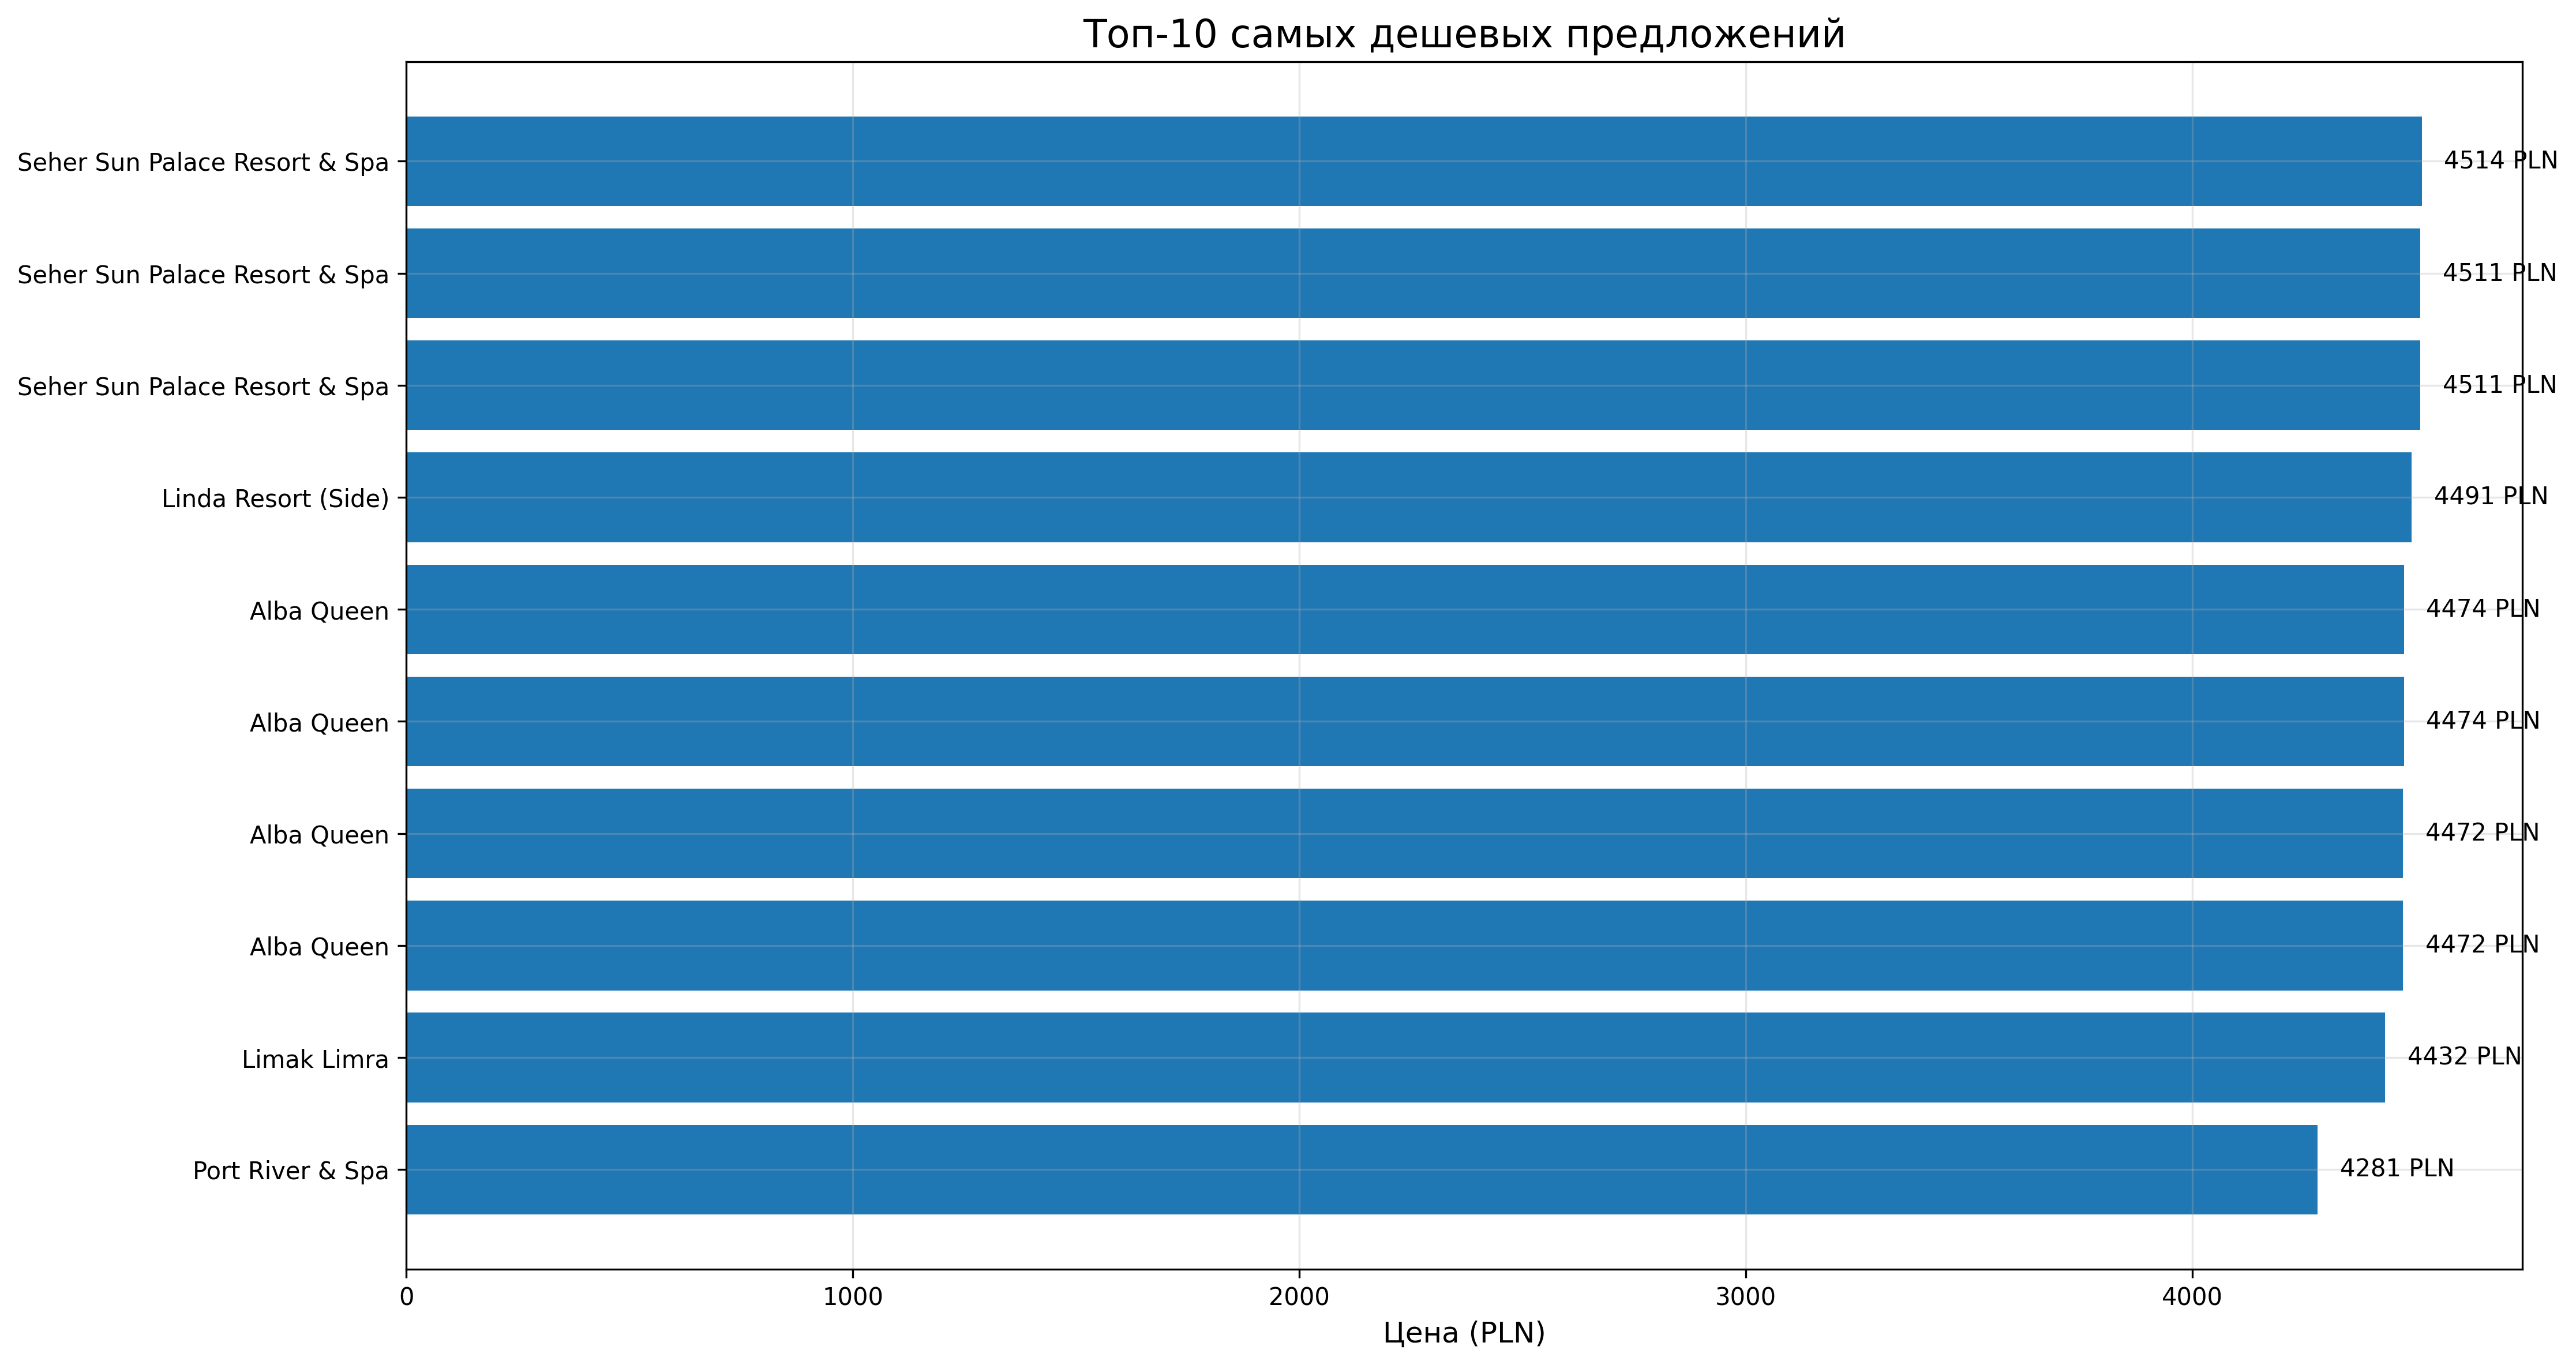 Топ-10 самых дешевых предложений
Seher Sun Palace Resort & Spa 4514 PLN
Seher Sun Palace Resort & Spa 4511 PLN
Seher Sun Palace Resort & Spa 4511 PLN
Linda Resort (Side) 4491 PLN
Alba Queen 4474 PLN
Alba Queen 4474 PLN
Alba Queen 4472 PLN
Alba Queen 4472 PLN
Limak Limra 4432 PLN
Port River & Spa 4281 PLN
0 1000 2000 3000 4000
Цена (PLN)